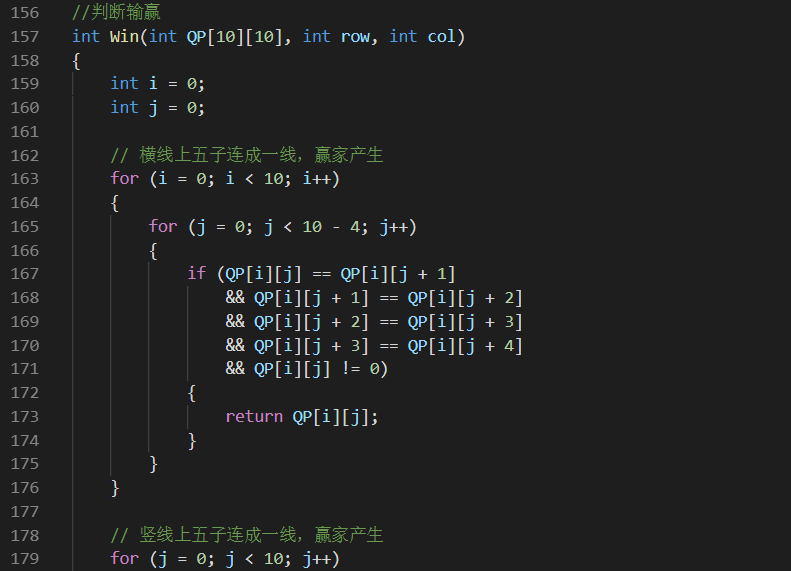 156 //判断输赢
157 int Win(int QP[10][10], int row, int col)
158 {
159     int i = 0;
160     int j = 0;
161
162     // 横线上五子连成一线，赢家产生
163     for (i = 0; i < 10; i++)
164     {
165         for (j = 0; j < 10 - 4; j++)
166         {
167             if (QP[i][j] == QP[i][j + 1]
168                 && QP[i][j + 1] == QP[i][j + 2]
169                 && QP[i][j + 2] == QP[i][j + 3]
170                 && QP[i][j + 3] == QP[i][j + 4]
171                 && QP[i][j] != 0)
172             {
173                 return QP[i][j];
174             }
175         }
176     }
177
178     // 竖线上五子连成一线，赢家产生
179     for (j = 0; j < 10; j++)